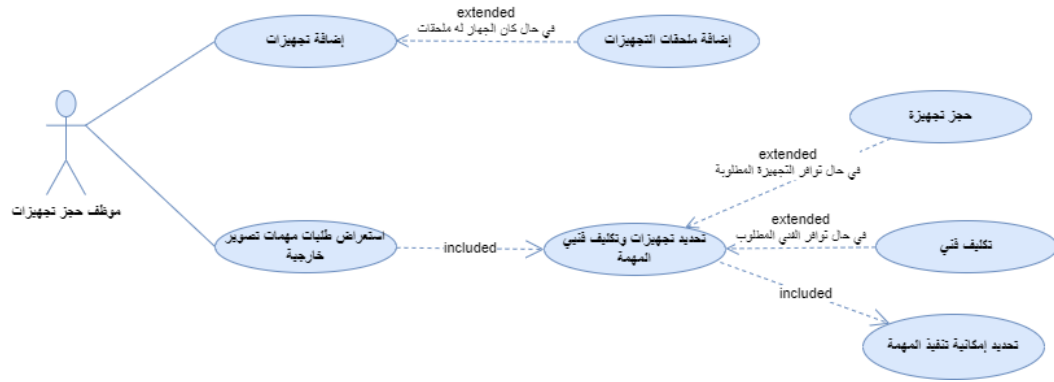 extended
في حال كان الجهاز له ملحقات
إضافة تجهيزات
إضافة ملحقات التجهيزات
حجز تجهيزة
extended
في حال توافر التجهيزة المطلوبة
موظف حجز تجهيزات
استعراض طلبات مهمات تصوير
خارجية
included
تحديد تجهيزات وتكليف فنيي
المهمة
extended
في حال توافر الفني المطلوب
تكليف فني
included
تحديد إمكانية تنفيذ المهمة